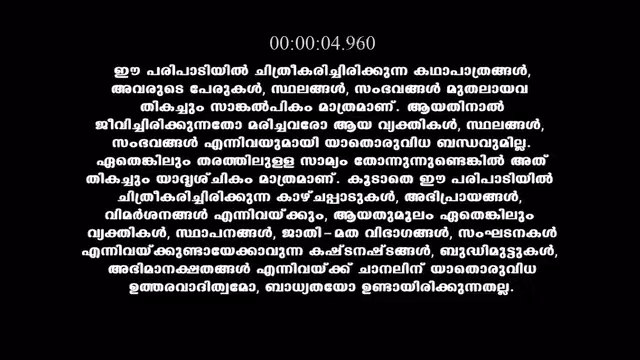 00:00:04.960
ഈ പരിപാടിയിൽ ചിത്രീകരിച്ചിരിക്കുന്ന കഥാപാത്രങ്ങൾ,
അവരുടെ പേരുകൾ, സ്ഥലങ്ങൾ, സംഭവങ്ങൾ മുതലായവ
തികച്ചും സാങ്കൽപികം മാത്രമാണ്. ആയതിനാൽ
ജീവിച്ചിരിക്കുന്നതോ മരിച്ചവരോ ആയ വ്യക്തികൾ, സ്ഥലങ്ങൾ,
സംഭവങ്ങൾ എന്നിവയുമായി യാതൊരുവിധ ബന്ധവുമില്ല.
ഏതെങ്കിലും തരത്തിലുളള സാമ്യം തോന്നുന്നുണ്ടെങ്കിൽ അത്
തികച്ചും യാദൃശ്ചികം മാത്രമാണ്. കൂടാതെ ഈ പരിപാടിയിൽ
ചിത്രീകരിച്ചിരിക്കുന്ന കാഴ്ചപ്പാടുകൾ, അഭിപ്രായങ്ങൾ,
വിമർശനങ്ങൾ എന്നിവയ്ക്കും, ആയതുമൂലം ഏതെങ്കിലും
വ്യക്തികൾ, സ്ഥാപനങ്ങൾ, ജാതി-മത വിഭാഗങ്ങൾ, സംഘടനകൾ
എന്നിവയ്ക്കുണ്ടായേക്കാവുന്ന കഷ്ടനഷ്ടങ്ങൾ, ബുദ്ധിമുട്ടുകൾ,
അഭിമാനക്ഷതങ്ങൾ എന്നിവയ്ക്ക് ചാനലിന് യാതൊരുവിധ
ഉത്തരവാദിത്വമോ, ബാധ്യതയോ ഉണ്ടായിരിക്കുന്നതല്ല.